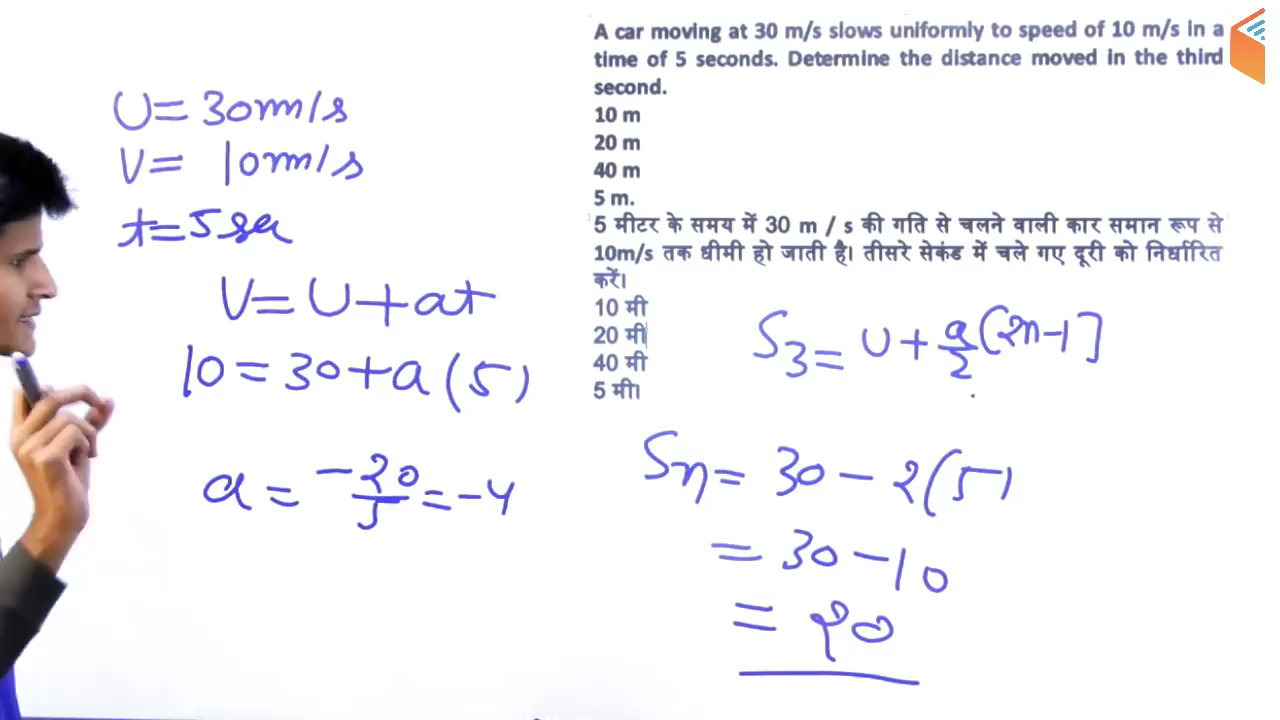 A car moving at 30 m/s slows uniformly to speed of 10 m/s in a
time of 5 seconds. Determine the distance moved in the third
second.
10 m
20 m
40 m
5 m.
5 मीटर के समय में 30 m / s की गति से चलने वाली कार समान रूप से
10m/s तक धीमी हो जाती है। तीसरे सेकंड में चले गए दूरी को निर्धारित
करें।
10 मी
20 मी
40 मी
5 मी।
U = 30m/s
V = 10m/s
t = 5 sec
V = U + at
10 = 30 + a (5)
a = -20/5 = -4
S3 = U + a/2 (2n-1]
Sn = 30 - 2(5)
= 30 - 10
= 20